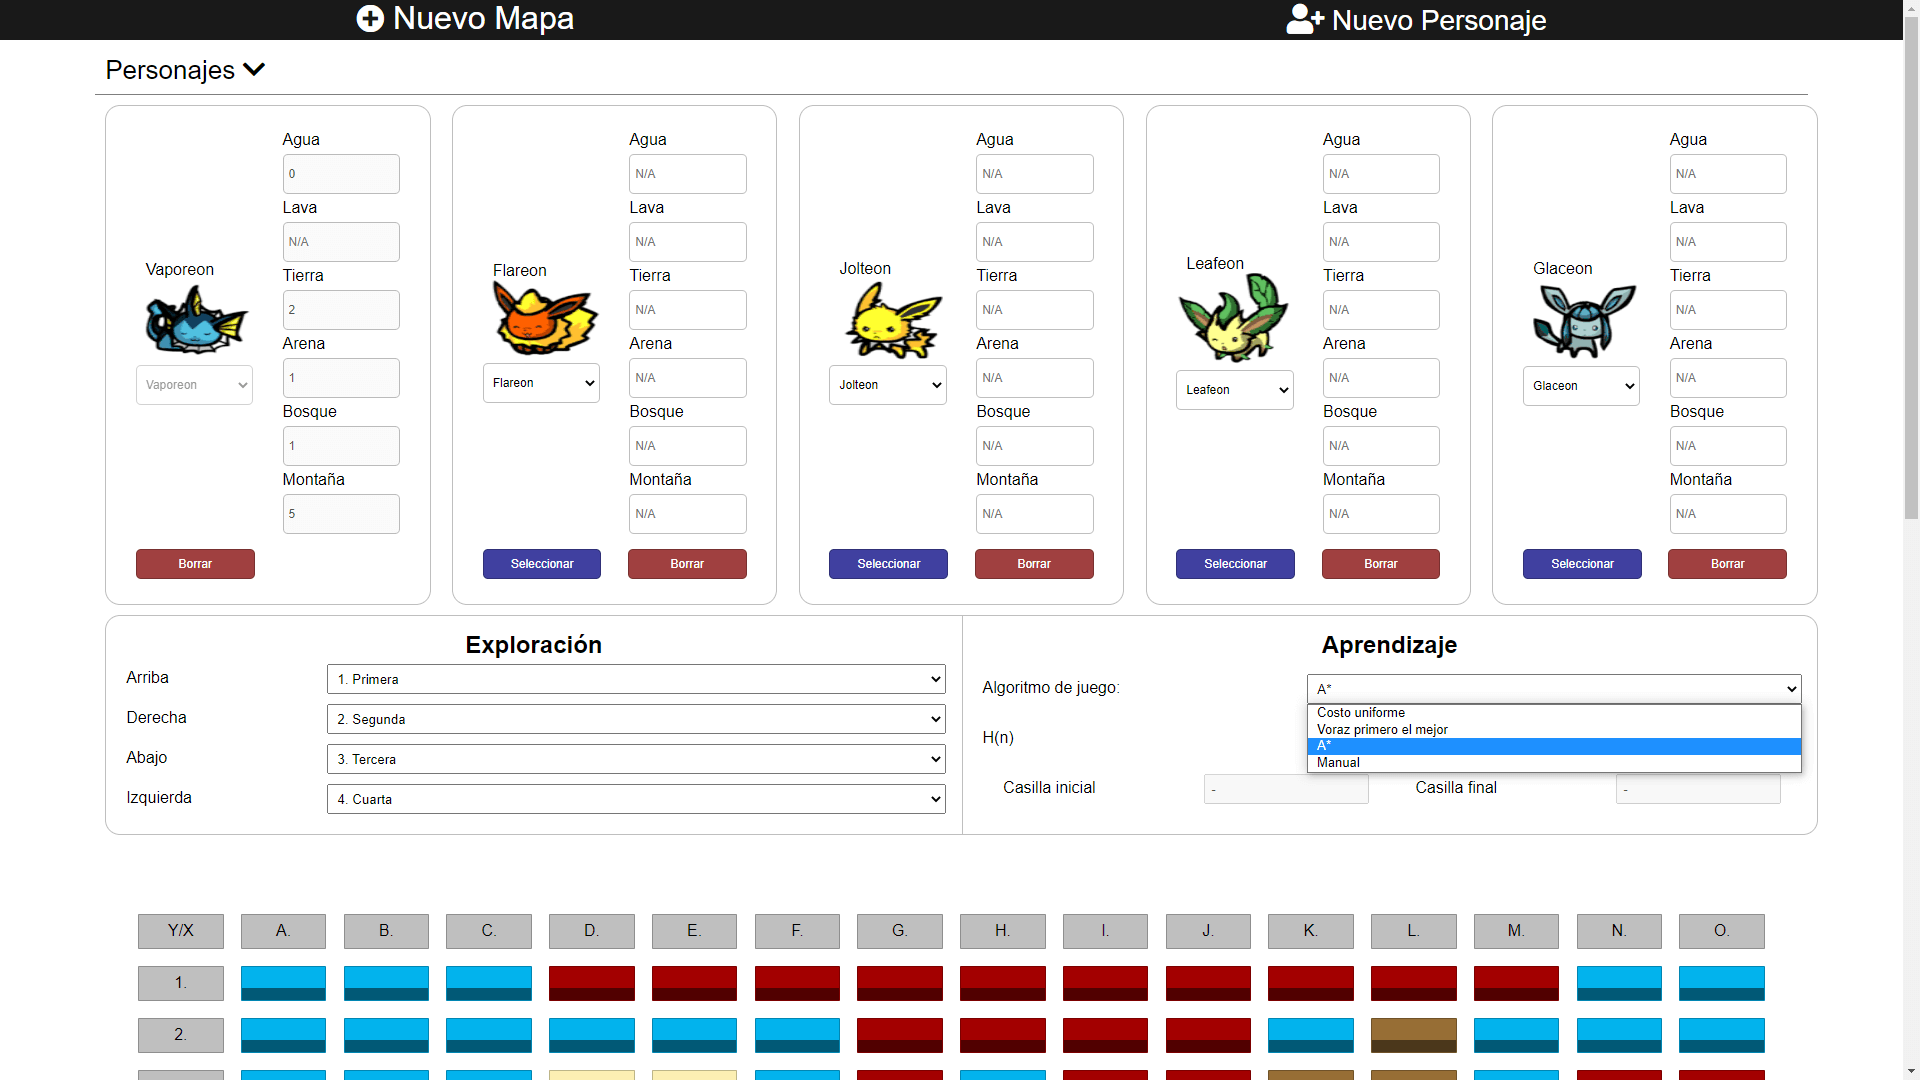 Nuevo Mapa
Nuevo Personaje
Personajes
Vaporeon
Vaporeon
Agua
0
Lava
N/A
Tierra
2
Arena
1
Bosque
1
Montaña
5
Borrar
Flareon
Flareon
Agua
N/A
Lava
N/A
Tierra
N/A
Arena
N/A
Bosque
N/A
Montaña
N/A
Seleccionar
Borrar
Jolteon
Jolteon
Agua
N/A
Lava
N/A
Tierra
N/A
Arena
N/A
Bosque
N/A
Montaña
N/A
Seleccionar
Borrar
Leafeon
Leafeon
Agua
N/A
Lava
N/A
Tierra
N/A
Arena
N/A
Bosque
N/A
Montaña
N/A
Seleccionar
Borrar
Glaceon
Glaceon
Agua
N/A
Lava
N/A
Tierra
N/A
Arena
N/A
Bosque
N/A
Montaña
N/A
Seleccionar
Borrar
Exploración
Arriba 1. Primera
Derecha 2. Segunda
Abajo 3. Tercera
Izquierda 4. Cuarta
Aprendizaje
Algoritmo de juego: A*
Costo uniforme
Voraz primero el mejor
A*
Manual
H(n)
Casilla inicial - Casilla final -
Y/X A. B. C. D. E. F. G. H. I. J. K. L. M. N. O.
1.
2.